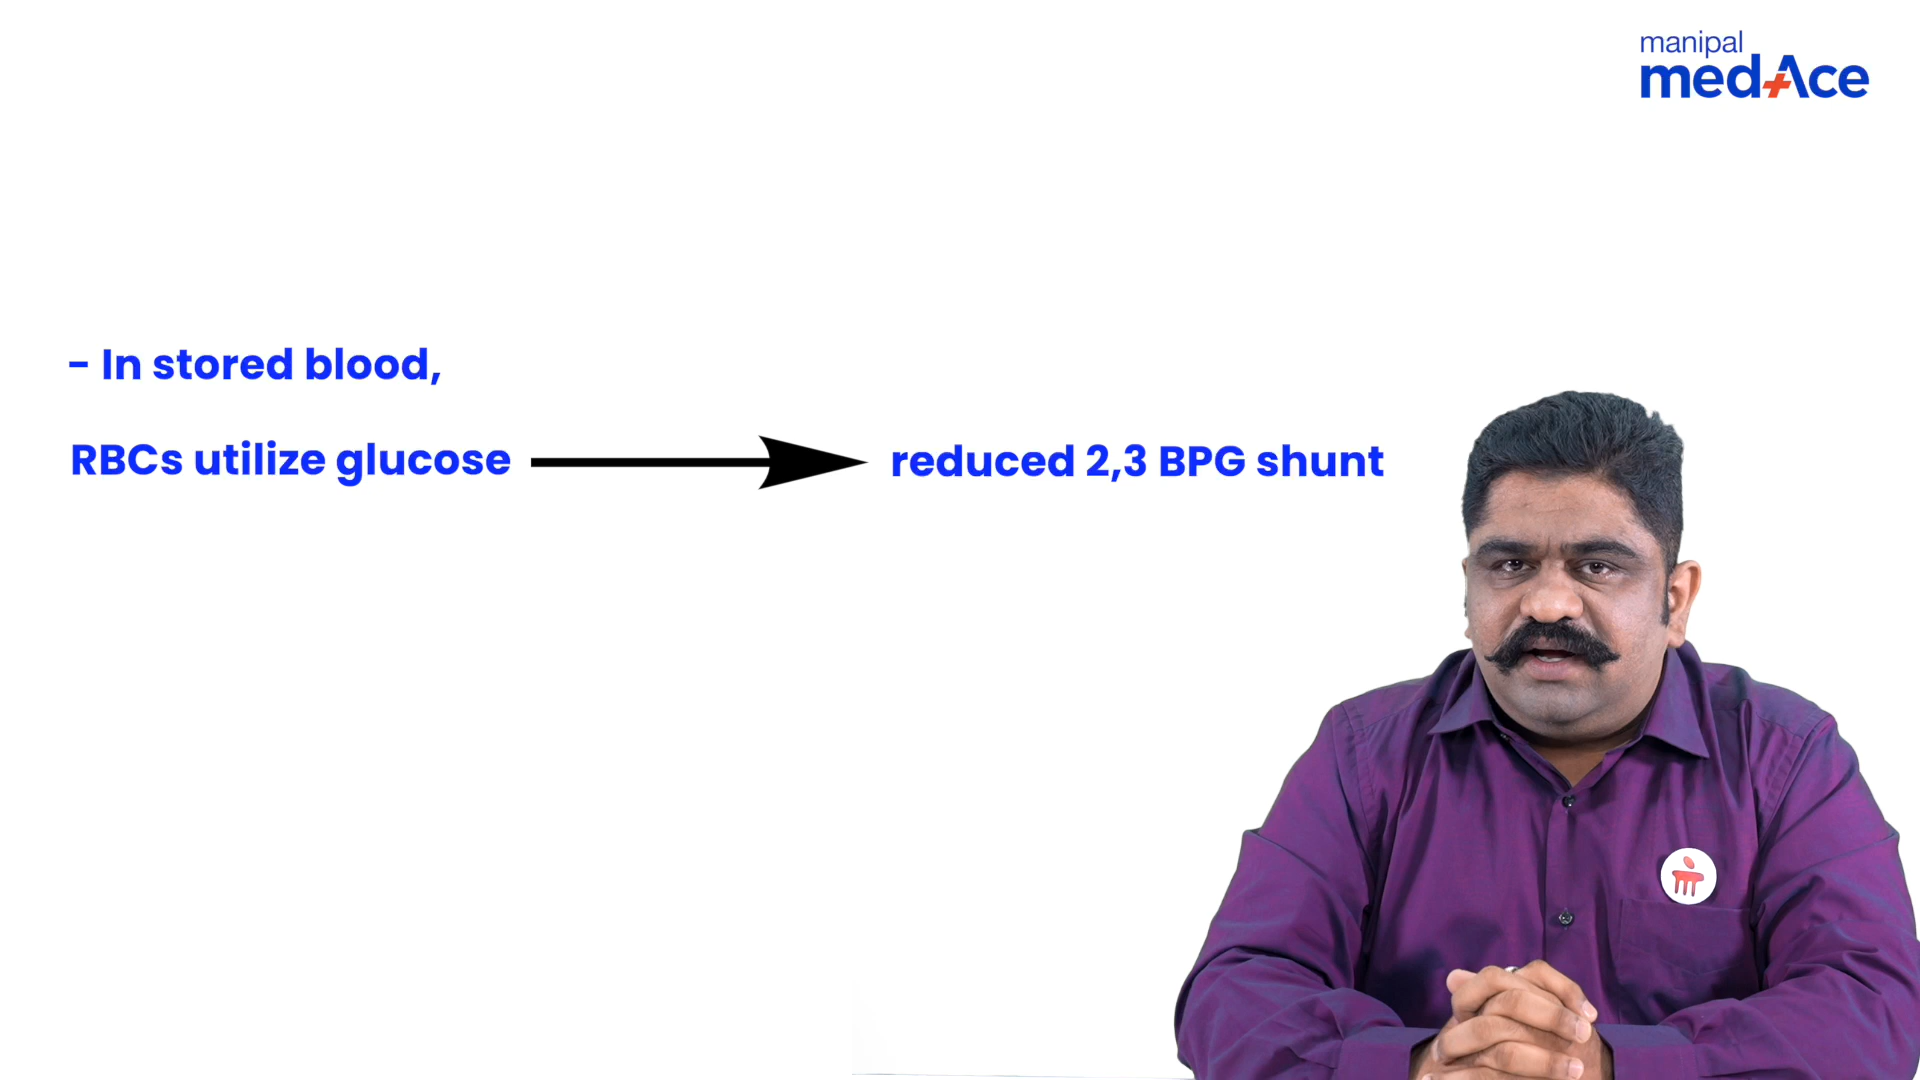 manipal
medAce
- In stored blood,
RBCs utilize glucose
reduced 2,3 BPG shunt